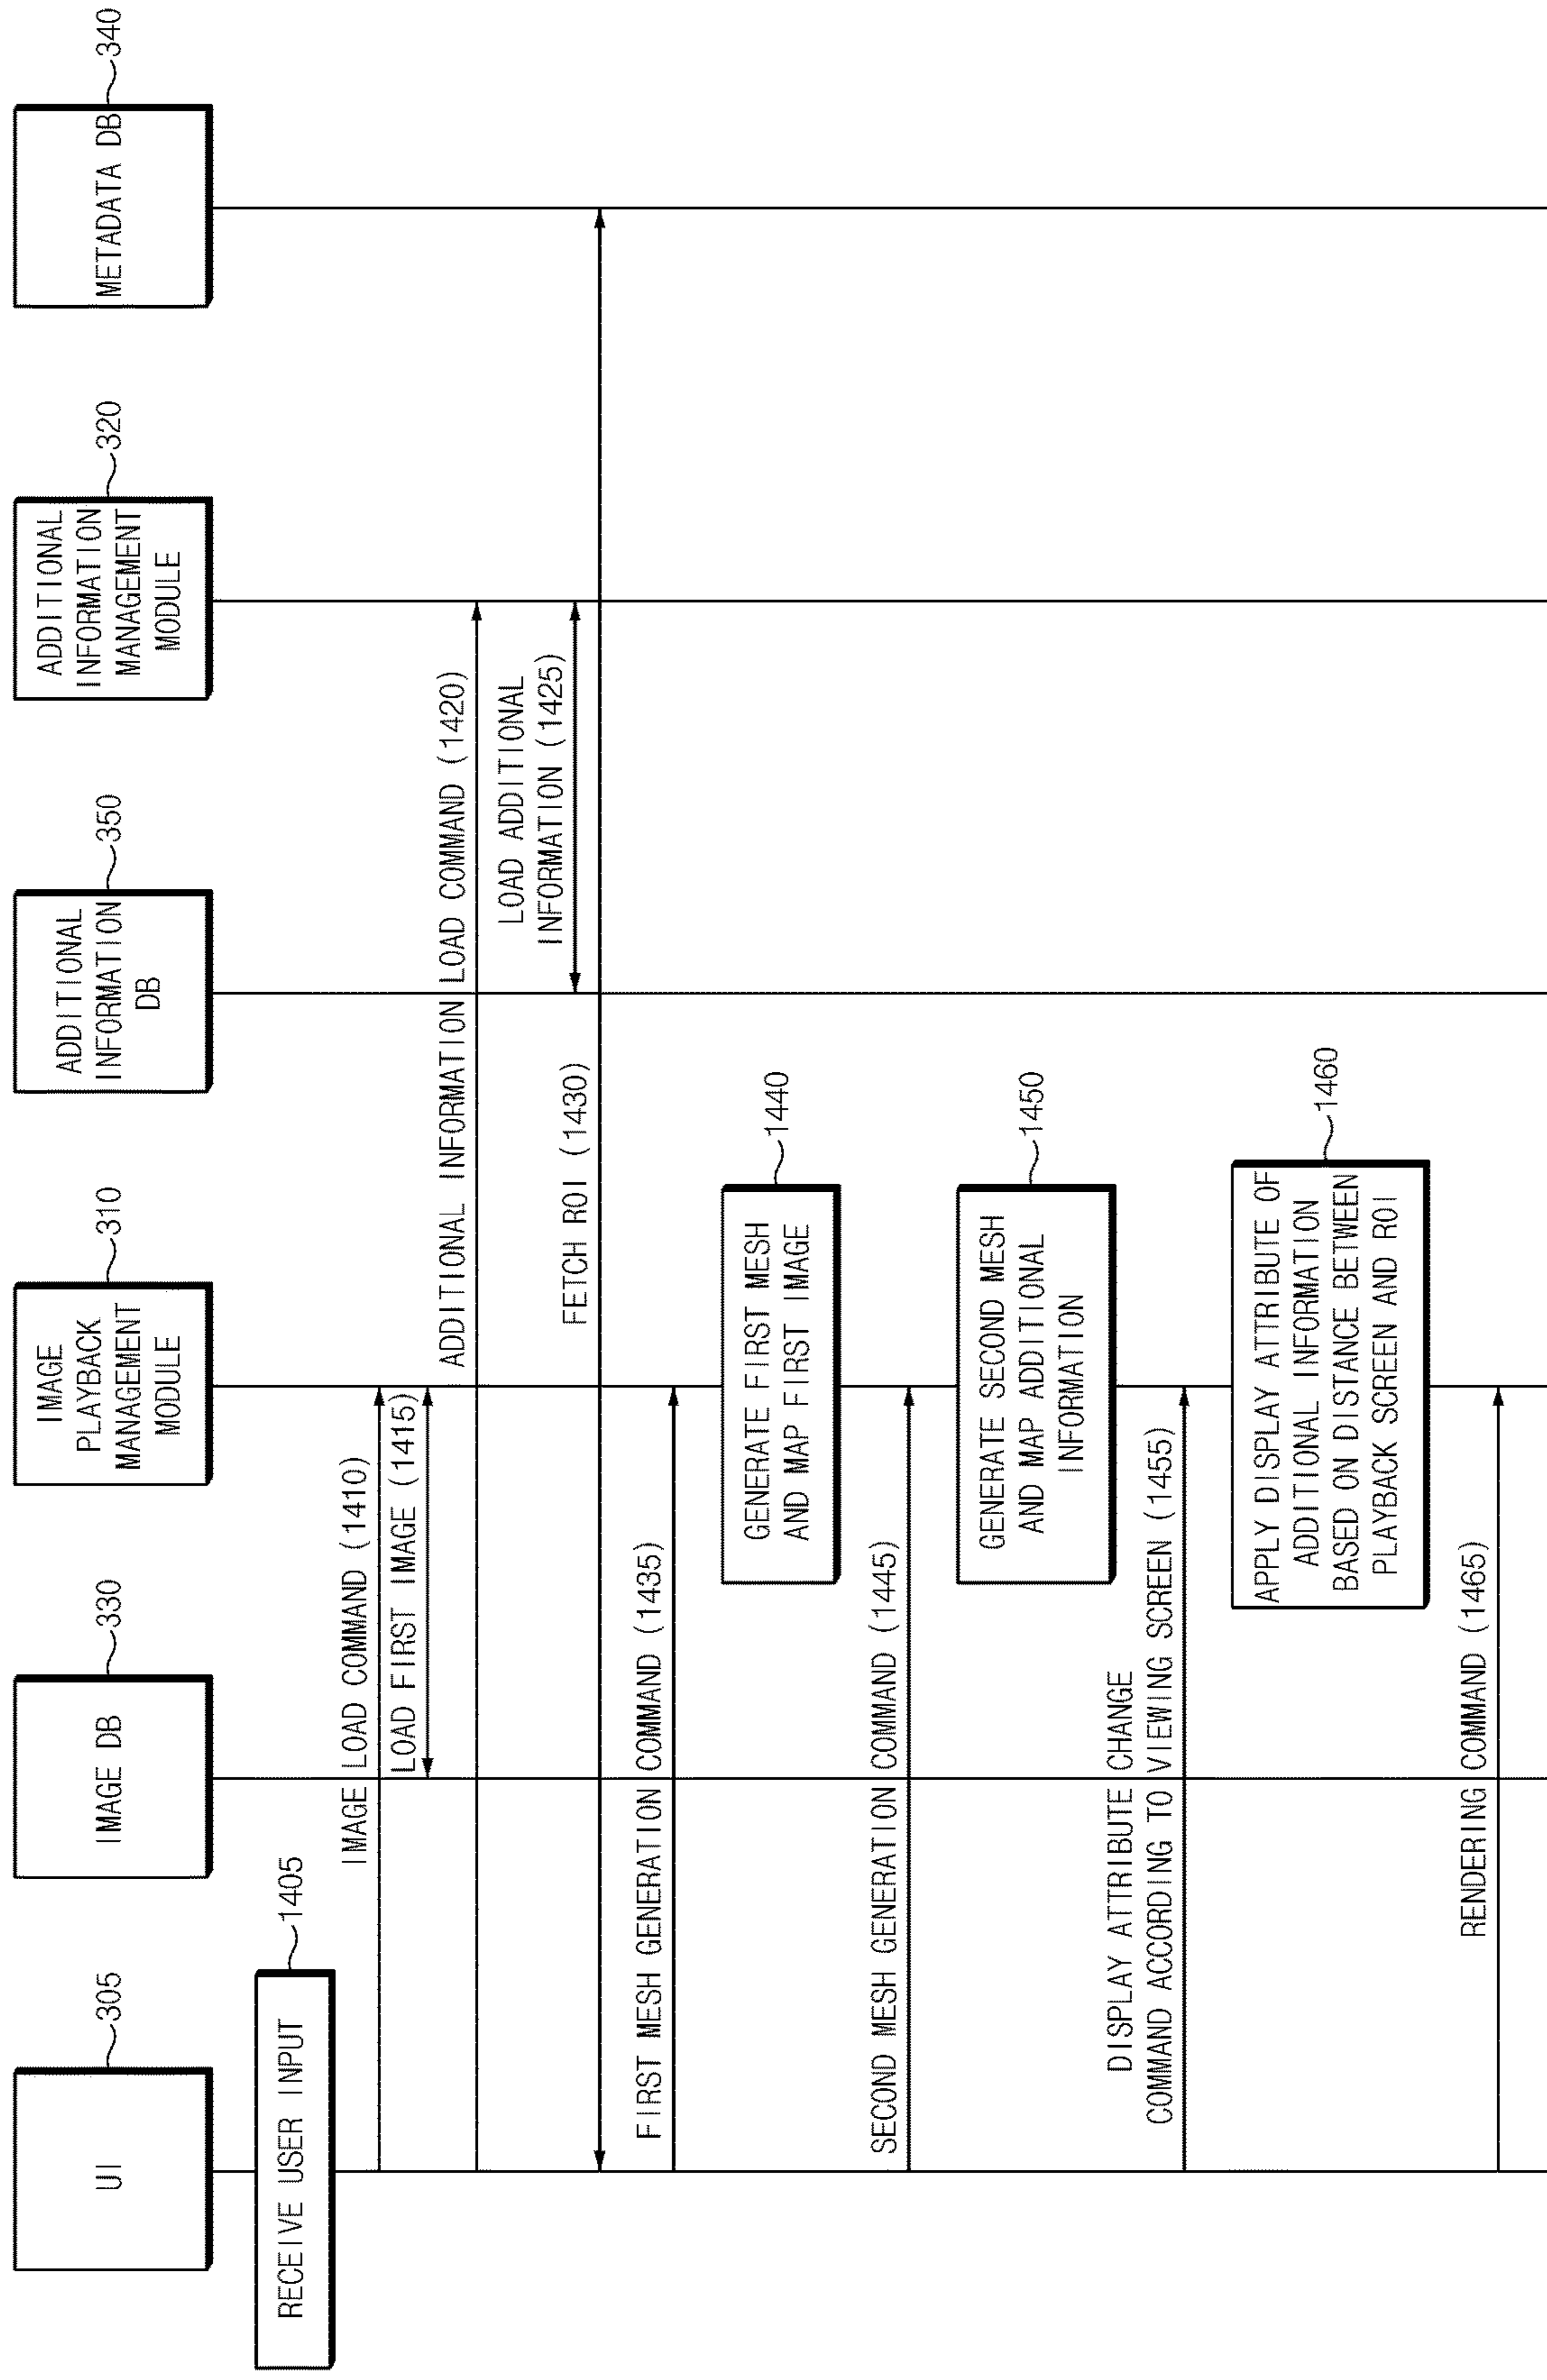 UI
305
IMAGE DB
330
IMAGE
PLAYBACK
MANAGEMENT
MODULE
310
ADDITIONAL
INFORMATION
DB
350
ADDITIONAL
INFORMATION
MANAGEMENT
MODULE
320
METADATA DB
340
RECEIVE USER INPUT
1405
IMAGE LOAD COMMAND (1410)
LOAD FIRST IMAGE (1415)
ADDITIONAL INFORMATION LOAD COMMAND (1420)
LOAD ADDITIONAL
INFORMATION (1425)
FETCH ROI (1430)
FIRST MESH GENERATION COMMAND (1435)
GENERATE FIRST MESH
AND MAP FIRST IMAGE
1440
SECOND MESH GENERATION COMMAND (1445)
GENERATE SECOND MESH
AND MAP ADDITIONAL
INFORMATION
1450
DISPLAY ATTRIBUTE CHANGE
COMMAND ACCORDING TO VIEWING SCREEN (1455)
APPLY DISPLAY ATTRIBUTE OF
ADDITIONAL INFORMATION
BASED ON DISTANCE BETWEEN
PLAYBACK SCREEN AND ROI
1460
RENDERING COMMAND (1465)